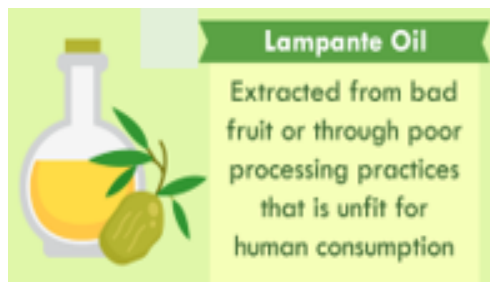 Lampante Oil
Extracted from bad
fruit or through poor
processing practices
that is unfit for
human consumption